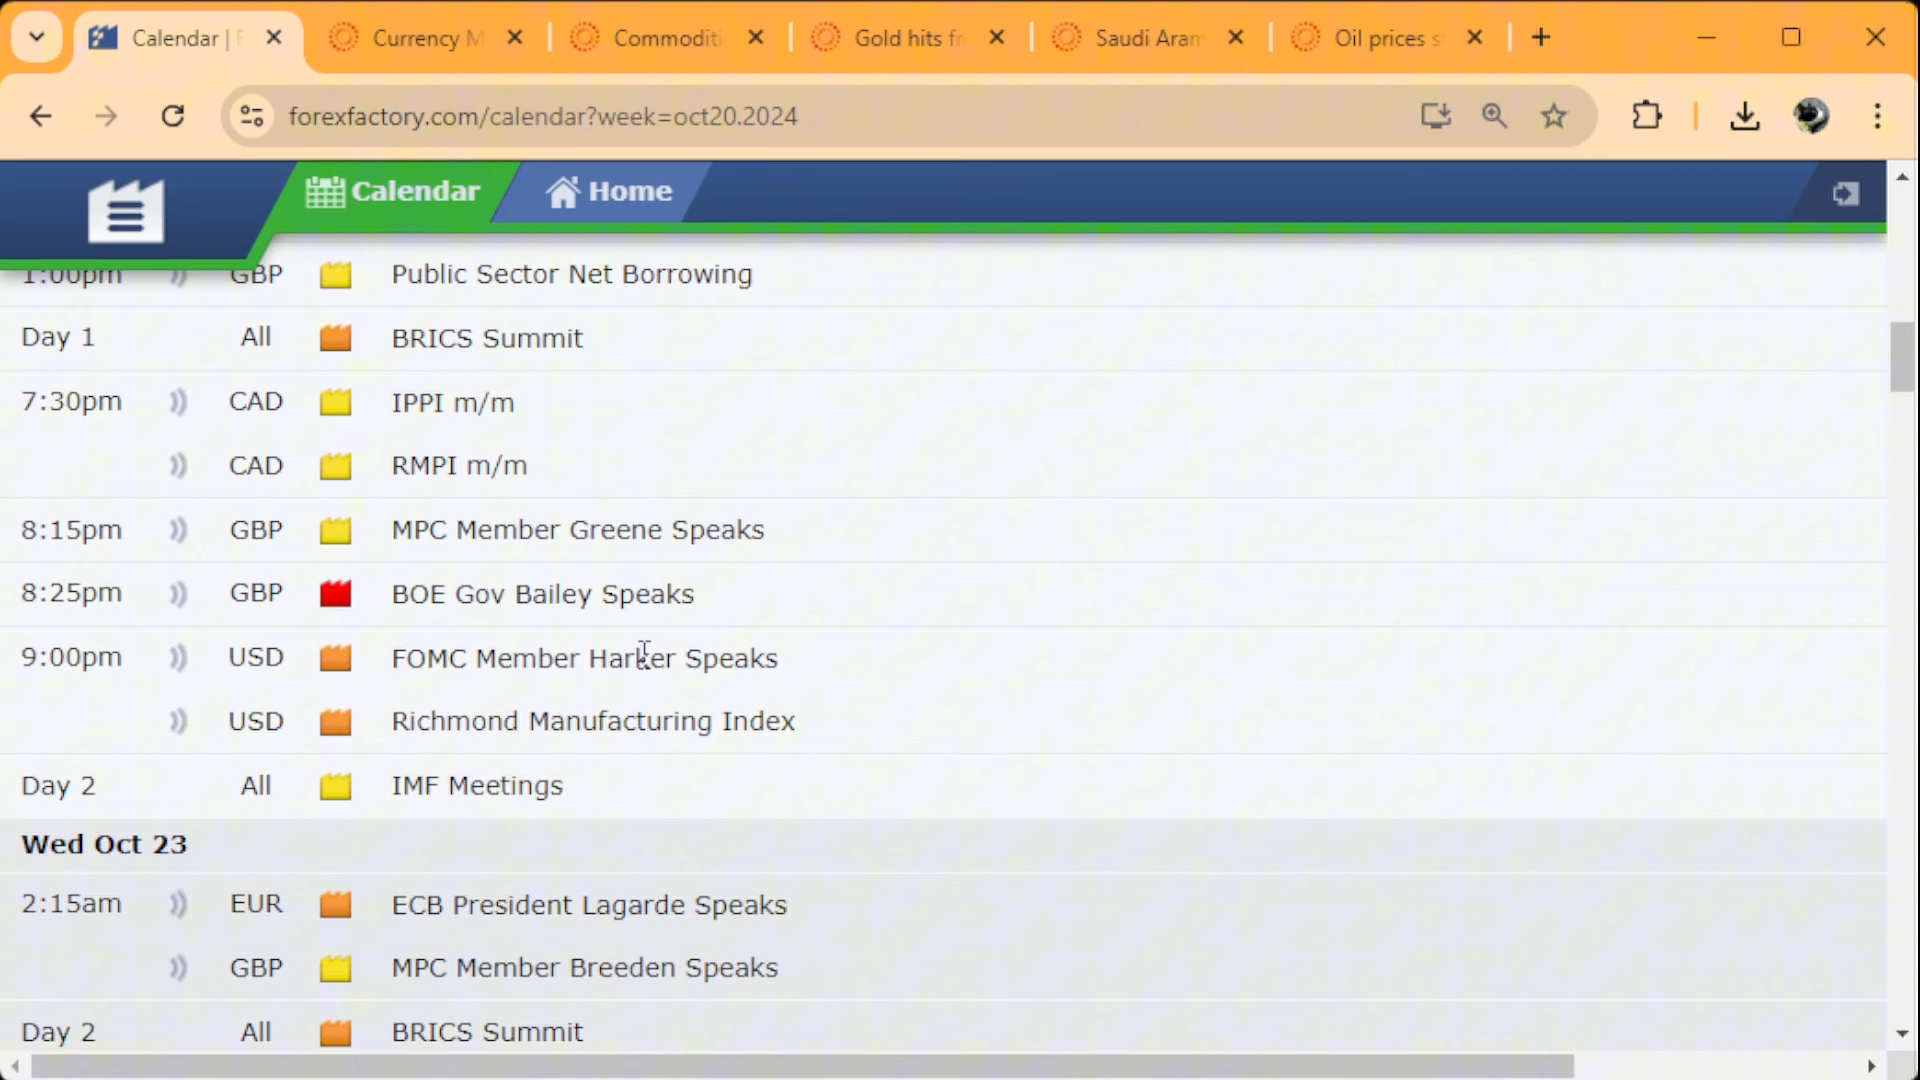 Calendar | F
Currency M
Commoditi
Gold hits fr
Saudi Aram
Oil prices s
forexfactory.com/calendar?week=oct20.2024
Calendar
Home
1:00pm GBP Public Sector Net Borrowing
Day 1 All BRICS Summit
7:30pm CAD IPPI m/m
CAD RMPI m/m
8:15pm GBP MPC Member Greene Speaks
8:25pm GBP BOE Gov Bailey Speaks
9:00pm USD FOMC Member Harker Speaks
USD Richmond Manufacturing Index
Day 2 All IMF Meetings
Wed Oct 23
2:15am EUR ECB President Lagarde Speaks
GBP MPC Member Breeden Speaks
Day 2 All BRICS Summit